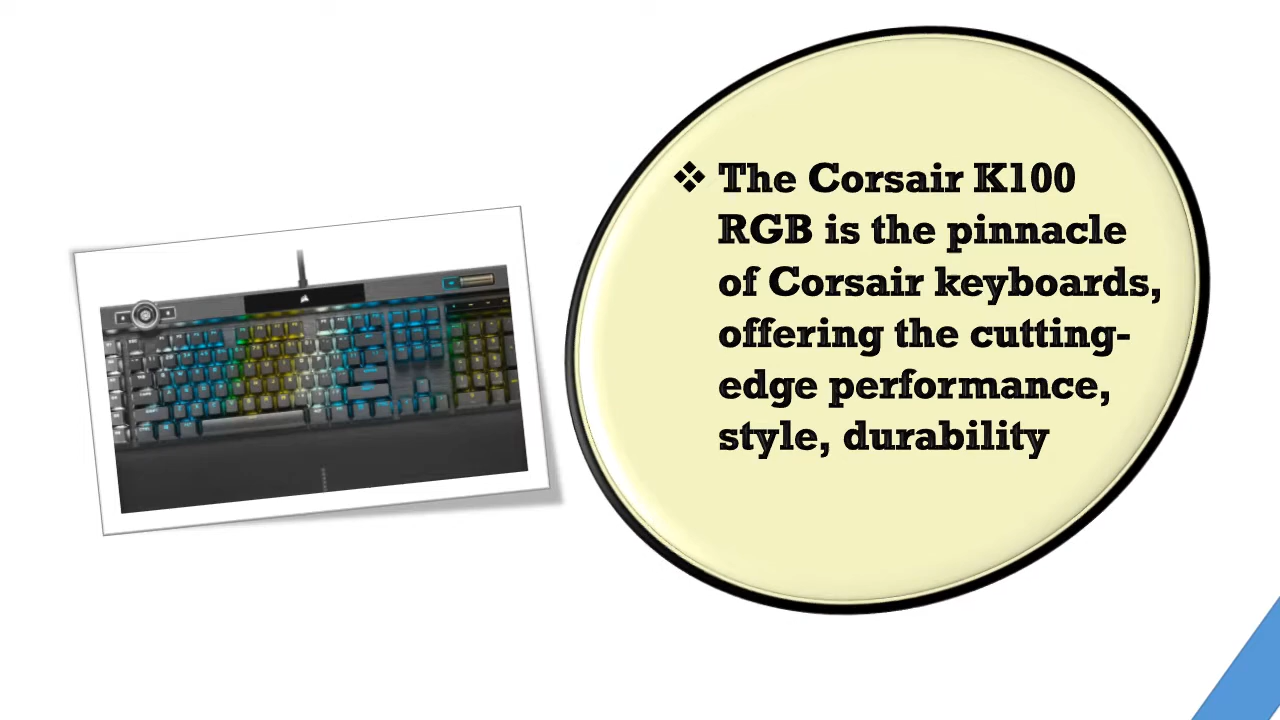 ❖ The Corsair K100
RGB is the pinnacle
of Corsair keyboards,
offering the cutting-
edge performance,
style, durability